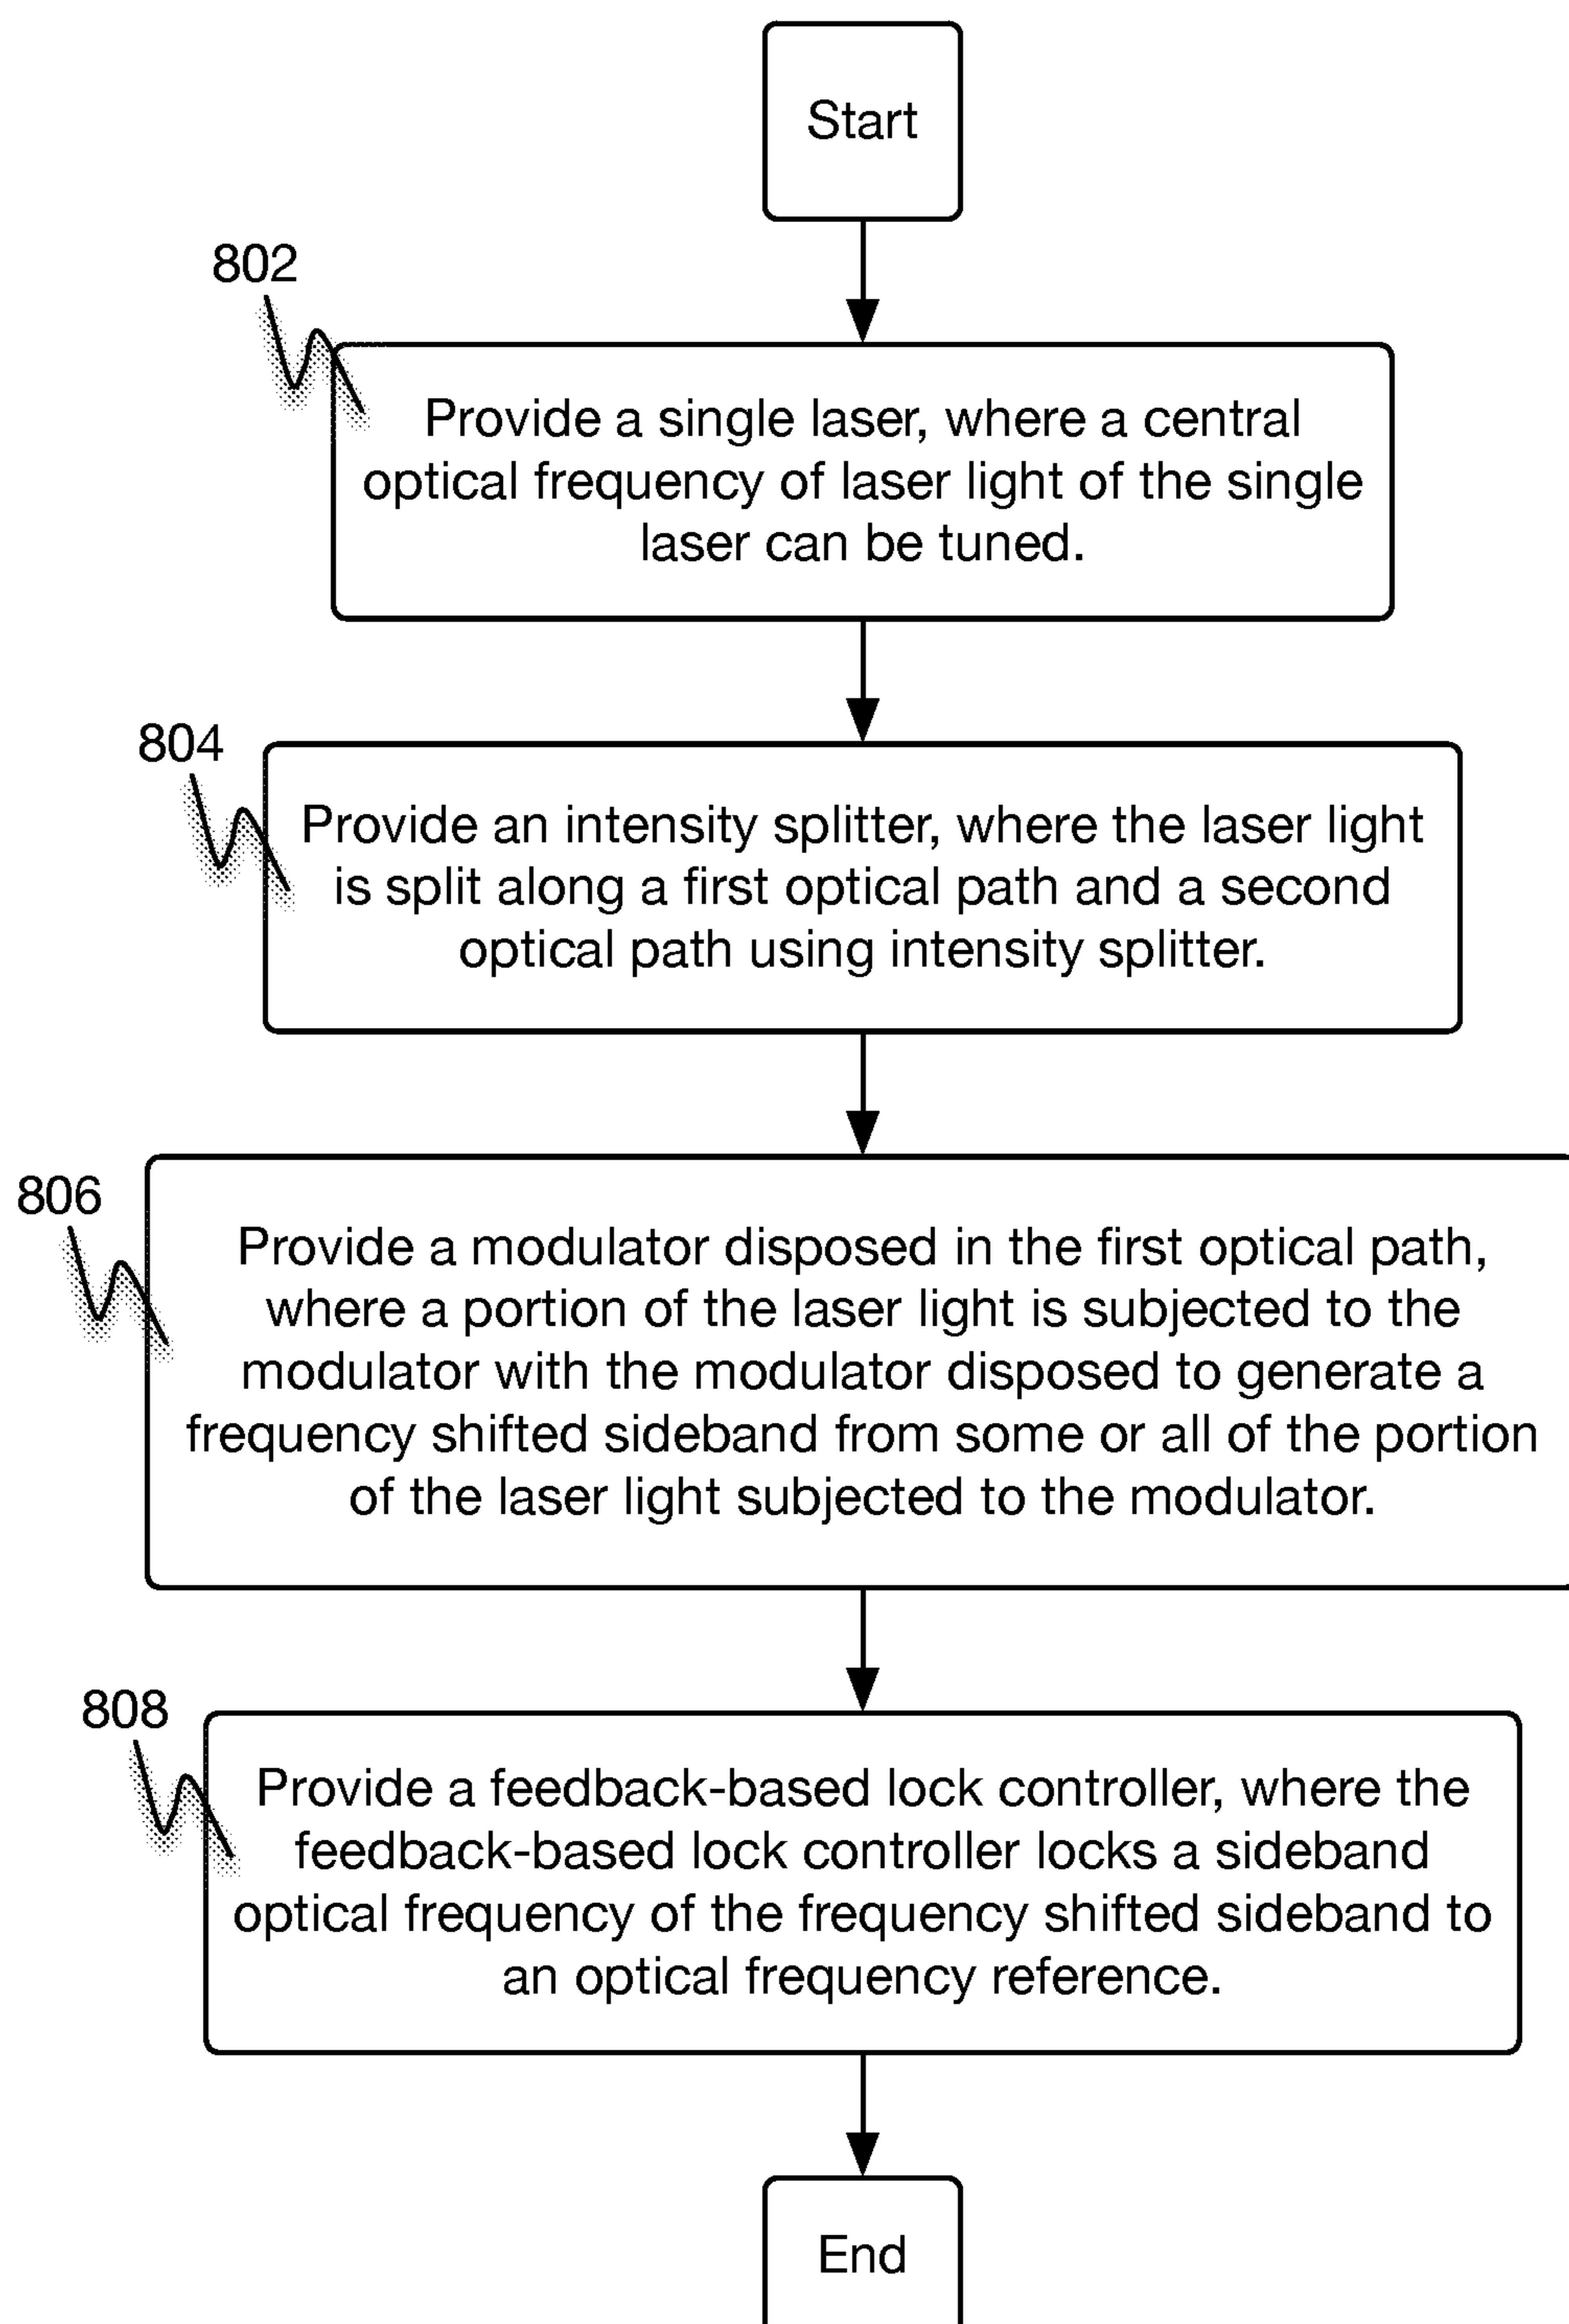 Start
802
Provide a single laser, where a central
optical frequency of laser light of the single
laser can be tuned.
804
Provide an intensity splitter, where the laser light
is split along a first optical path and a second
optical path using intensity splitter.
806
Provide a modulator disposed in the first optical path,
where a portion of the laser light is subjected to the
modulator with the modulator disposed to generate a
frequency shifted sideband from some or all of the portion
of the laser light subjected to the modulator.
808
Provide a feedback-based lock controller, where the
feedback-based lock controller locks a sideband
optical frequency of the frequency shifted sideband to
an optical frequency reference.
End